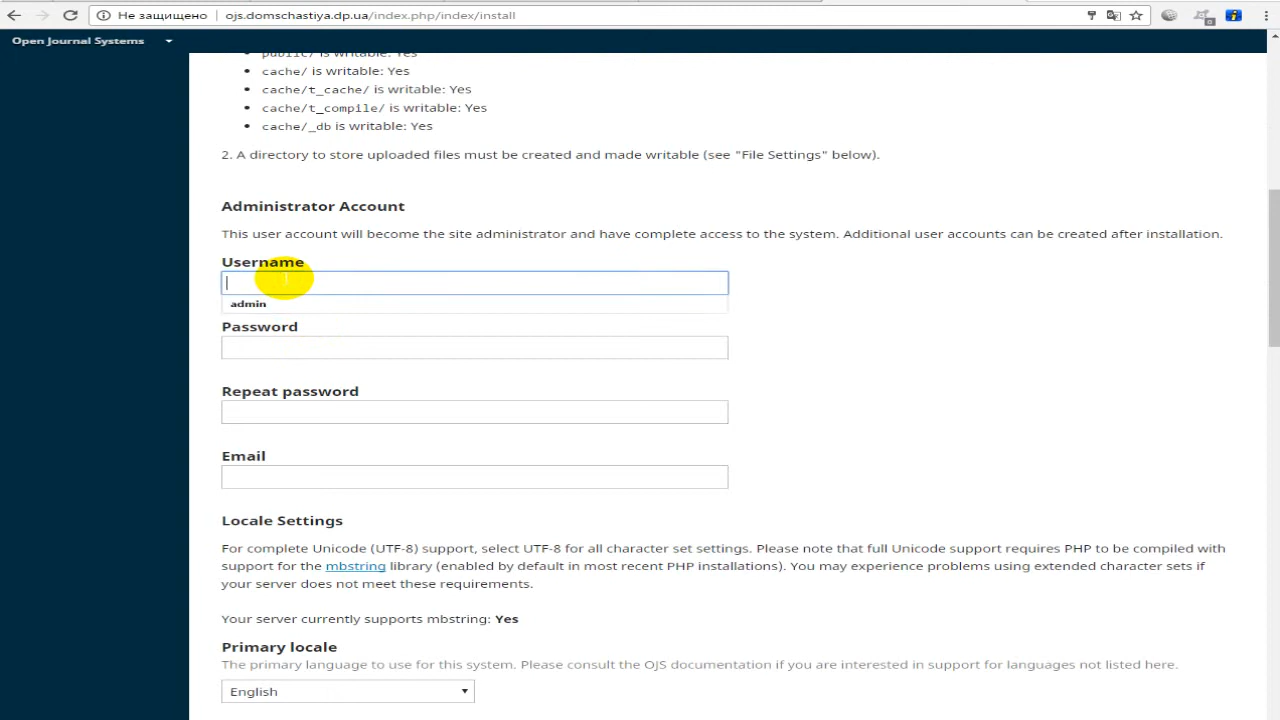 Не защищено
ojs.domschastiya.dp.ua/index.php/index/install
Open Journal Systems
public/ is writable: Yes
cache/ is writable: Yes
cache/t_cache/ is writable: Yes
cache/t_compile/ is writable: Yes
cache/_db is writable: Yes
2. A directory to store uploaded files must be created and made writable (see "File Settings" below).
Administrator Account
This user account will become the site administrator and have complete access to the system. Additional user accounts can be created after installation.
Username
admin
Password
Repeat password
Email
Locale Settings
For complete Unicode (UTF-8) support, select UTF-8 for all character set settings. Please note that full Unicode support requires PHP to be compiled with
support for the mbstring library (enabled by default in most recent PHP installations). You may experience problems using extended character sets if
your server does not meet these requirements.
Your server currently supports mbstring: Yes
Primary locale
The primary language to use for this system. Please consult the OJS documentation if you are interested in support for languages not listed here.
English